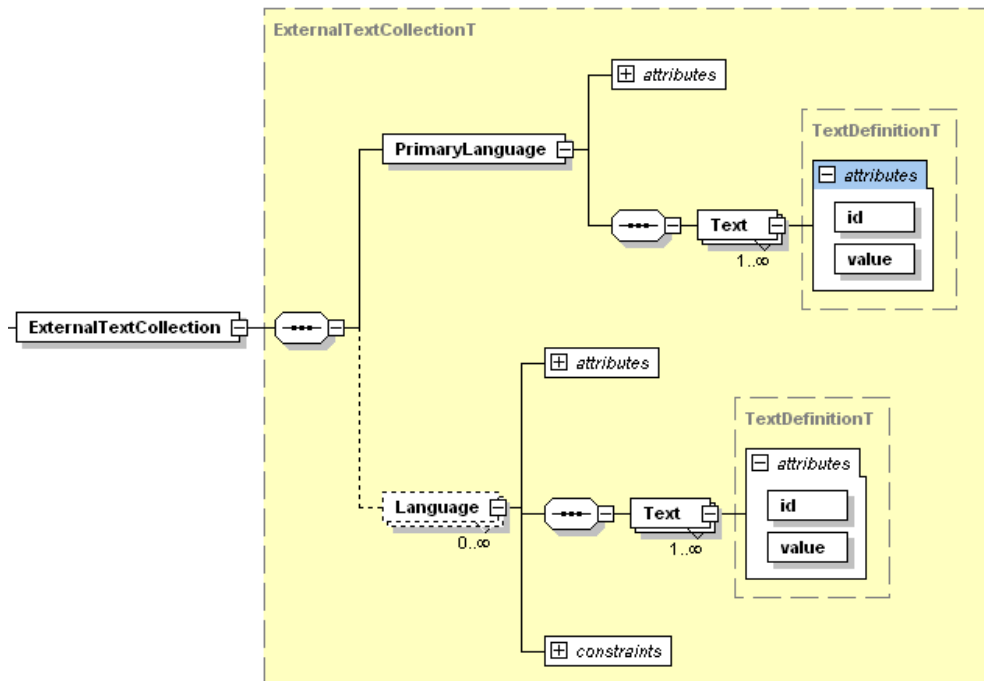 ExternalTextCollectionT
attributes
TextDefinitionT
PrimaryLanguage
attributes
id
Text
value
1..∞
ExternalTextCollection
attributes
TextDefinitionT
attributes
Language
id
Text
0..∞
value
1..∞
constraints